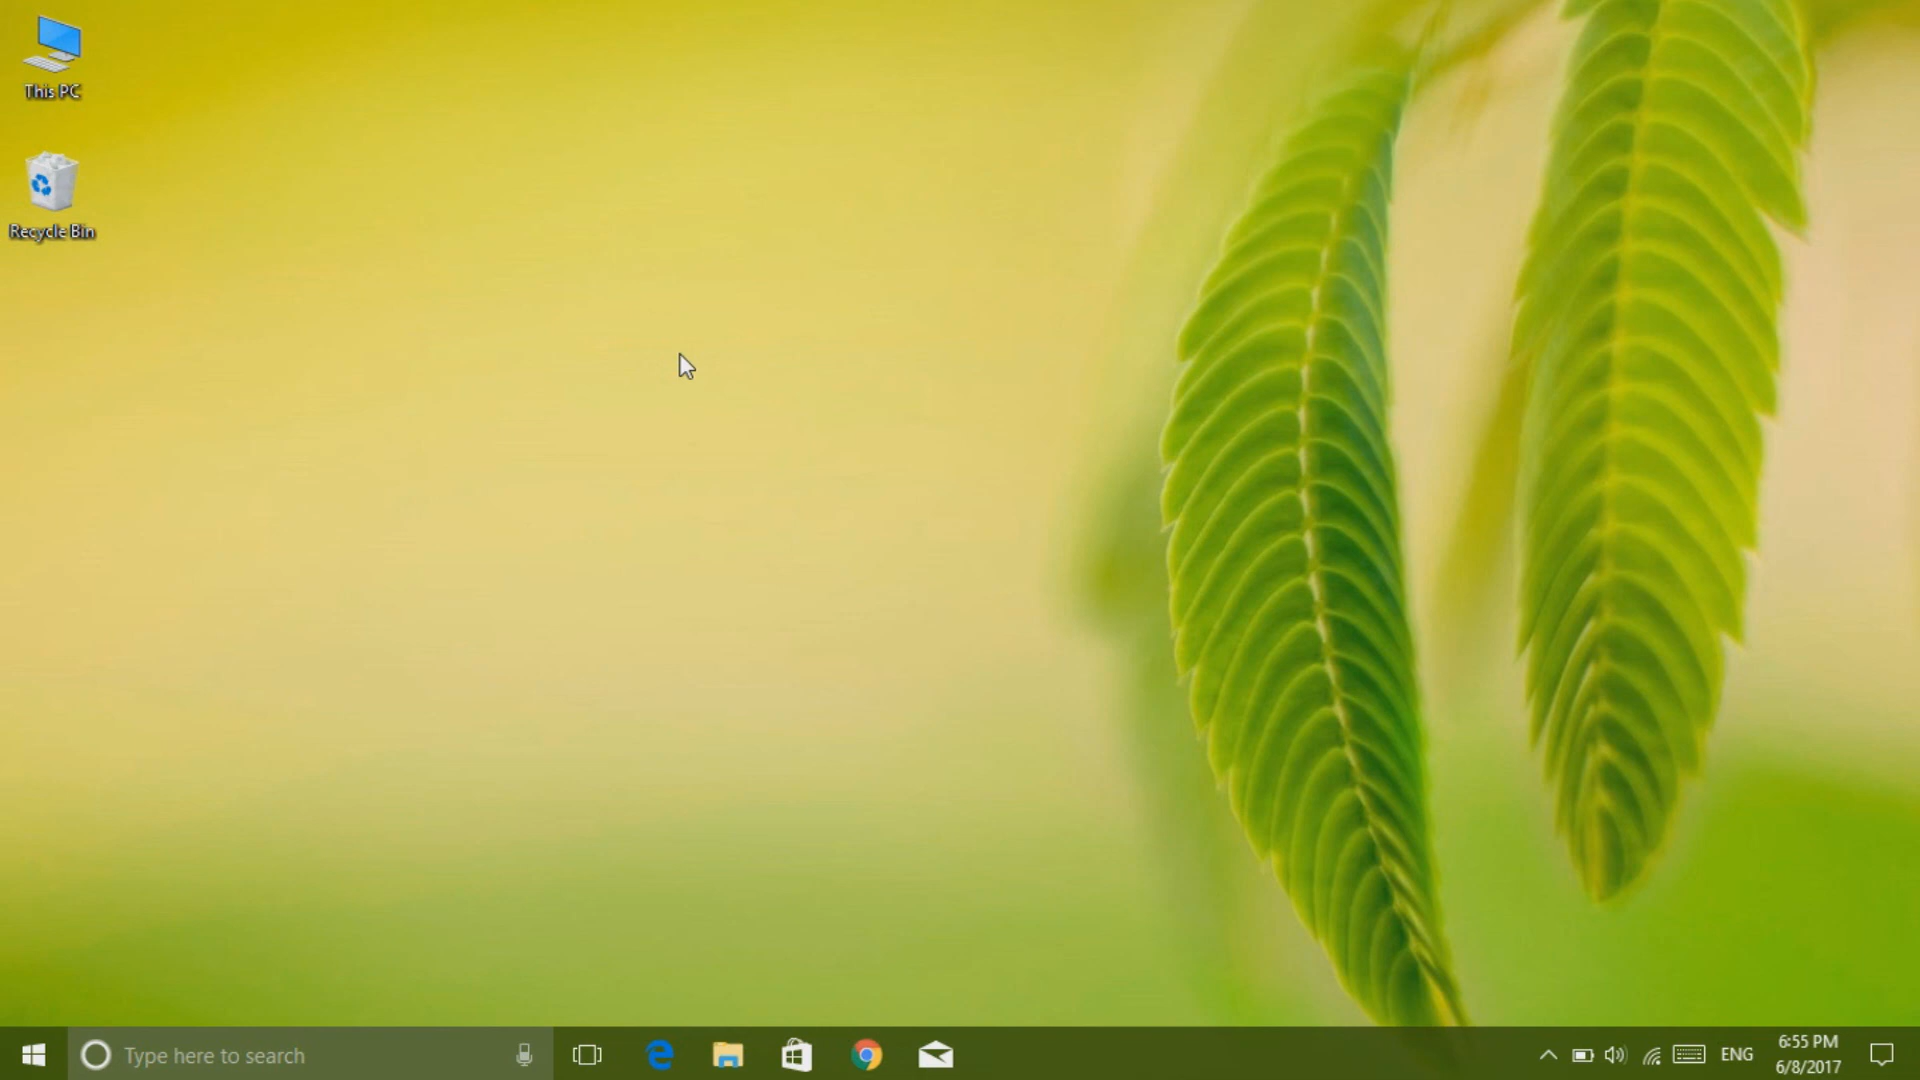 This PC
Recycle Bin
Type here to search
ENG
6:55 PM
6/8/2017